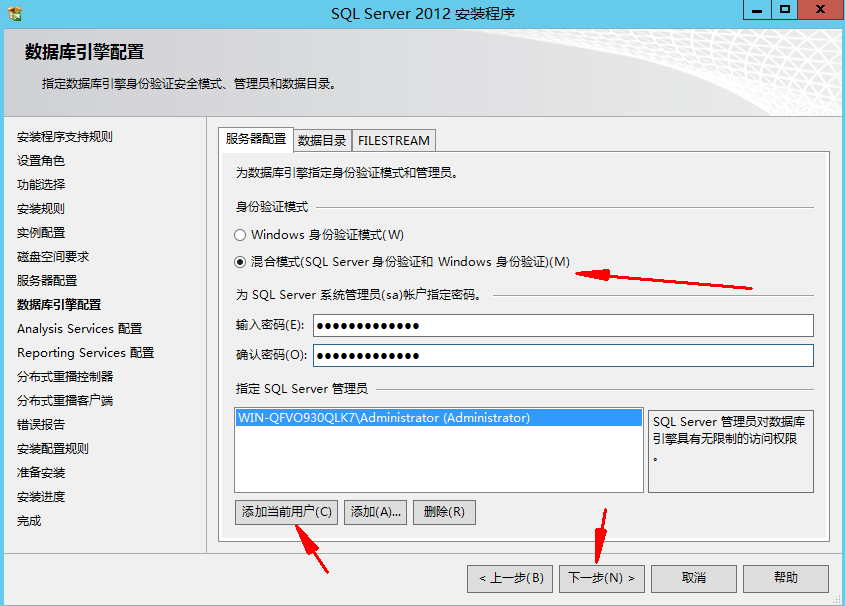 SQL Server 2012 安装程序
数据库引擎配置
指定数据库引擎身份验证安全模式、管理员和数据目录。
安装程序支持规则
设置角色
功能选择
安装规则
实例配置
磁盘空间要求
服务器配置
数据库引擎配置
Analysis Services 配置
Reporting Services 配置
分布式重播控制器
分布式重播客户端
错误报告
安装配置规则
准备安装
安装进度
完成
服务器配置 数据目录 FILESTREAM
为数据库引擎指定身份验证模式和管理员。
身份验证模式
Windows 身份验证模式(W)
混合模式(SQL Server 身份验证和 Windows 身份验证)(M)
为 SQL Server 系统管理员(sa)帐户指定密码。
输入密码(E): ●●●●●●●●●●●●●
确认密码(O): ●●●●●●●●●●●●●
指定 SQL Server 管理员
WIN-QFVO930QLK7\Administrator (Administrator)
SQL Server 管理员对数据库
引擎具有无限制的访问权限
。
添加当前用户(C) 添加(A)... 删除(R)
< 上一步(B) 下一步(N) > 取消 帮助